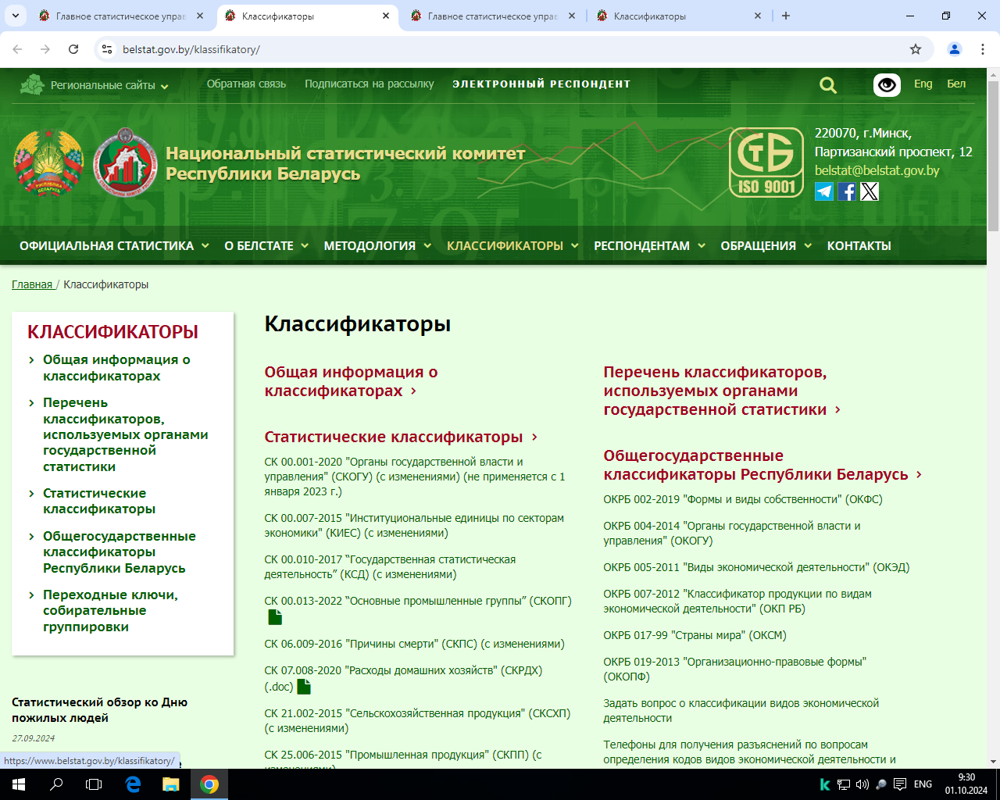 Главное статистическое управ
Классификаторы
Главное статистическое управ
Классификаторы
belstat.gov.by/klassifikatory/
Региональные сайты
Обратная связь
Подписаться на рассылку
ЭЛЕКТРОННЫЙ РЕСПОНДЕНТ
Eng
Бел
Национальный статистический комитет
Республики Беларусь
СТБ
ISO 9001
220070, г.Минск,
Партизанский проспект, 12
belstat@belstat.gov.by
ОФИЦИАЛЬНАЯ СТАТИСТИКА
О БЕЛСТАТЕ
МЕТОДОЛОГИЯ
КЛАССИФИКАТОРЫ
РЕСПОНДЕНТАМ
ОБРАЩЕНИЯ
КОНТАКТЫ
Главная / Классификаторы
КЛАССИФИКАТОРЫ
Общая информация о
классификаторах
Перечень
классификаторов,
используемых органами
государственной
статистики
Статистические
классификаторы
Общегосударственные
классификаторы
Республики Беларусь
Переходные ключи,
собирательные
группировки
Статистический обзор ко Дню
пожилых людей
27.09.2024
Классификаторы
Общая информация о
классификаторах
Статистические классификаторы
СК 00.001-2020 "Органы государственной власти и
управления" (СКОГУ) (с изменениями) (не применяется с 1
января 2023 г.)
СК 00.007-2015 "Институциональные единицы по секторам
экономики" (КИЕС) (с изменениями)
СК 00.010-2017 “Государственная статистическая
деятельность” (КСД) (с изменениями)
СК 00.013-2022 “Основные промышленные группы” (СКОПГ)
СК 06.009-2016 "Причины смерти" (СКПС) (с изменениями)
СК 07.008-2020 "Расходы домашних хозяйств" (СКРДХ)
(.doc)
СК 21.002-2015 "Сельскохозяйственная продукция" (СКСХП)
(с изменениями)
СК 25.006-2015 "Промышленная продукция" (СКПП) (с
изменениями)
Перечень классификаторов,
используемых органами
государственной статистики
Общегосударственные
классификаторы Республики Беларусь
ОКРБ 002-2019 "Формы и виды собственности" (ОКФС)
ОКРБ 004-2014 "Органы государственной власти и
управления" (ОКОГУ)
ОКРБ 005-2011 "Виды экономической деятельности" (ОКЭД)
ОКРБ 007-2012 "Классификатор продукции по видам
экономической деятельности" (ОКП РБ)
ОКРБ 017-99 "Страны мира" (ОКСМ)
ОКРБ 019-2013 "Организационно-правовые формы"
(ОКОПФ)
Задать вопрос о классификации видов экономической
деятельности
Телефоны для получения разъяснений по вопросам
определения кодов видов экономической деятельности и
https://www.belstat.gov.by/klassifikatory/
ENG
9:30
01.10.2024